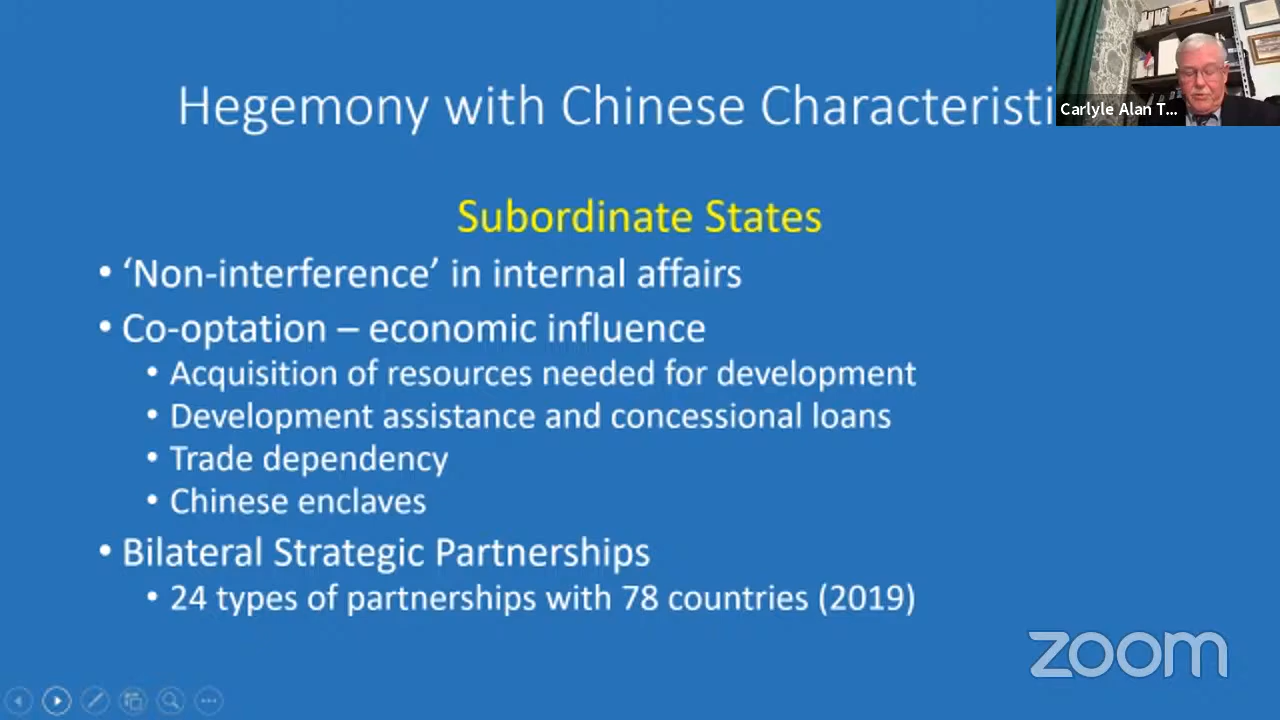 Hegemony with Chinese Characteristi
Carlyle Alan T...
Subordinate States
• ‘Non-interference’ in internal affairs
• Co-optation – economic influence
• Acquisition of resources needed for development
• Development assistance and concessional loans
• Trade dependency
• Chinese enclaves
• Bilateral Strategic Partnerships
• 24 types of partnerships with 78 countries (2019)
zoom